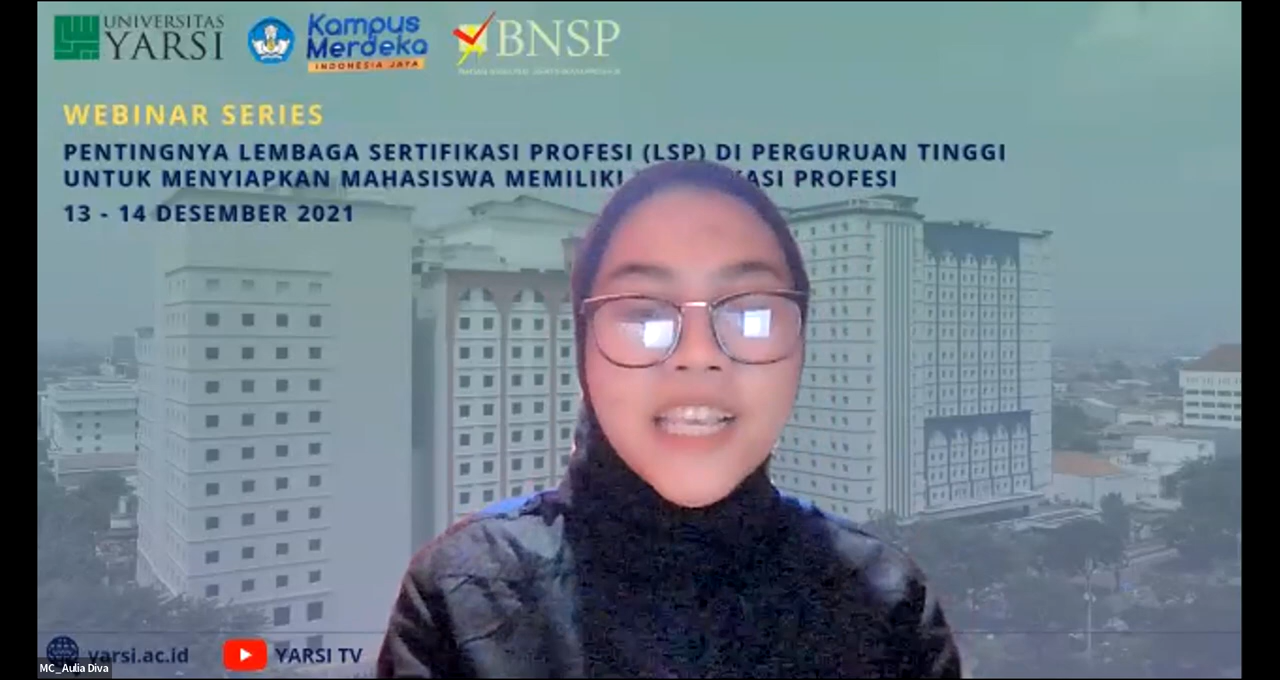 UNIVERSITAS
YARSI
Kampus
Merdeka
INDONESIA JAYA
BNSP
WEBINAR SERIES
PENTINGNYA LEMBAGA SERTIFIKASI PROFESI (LSP) DI PERGURUAN TINGGI
UNTUK MENYIAPKAN MAHASISWA MEMILIKI KASI PROFESI
13 - 14 DESEMBER 2021
yarsi.ac.id
YARSI TV
MC_Aulia Diva